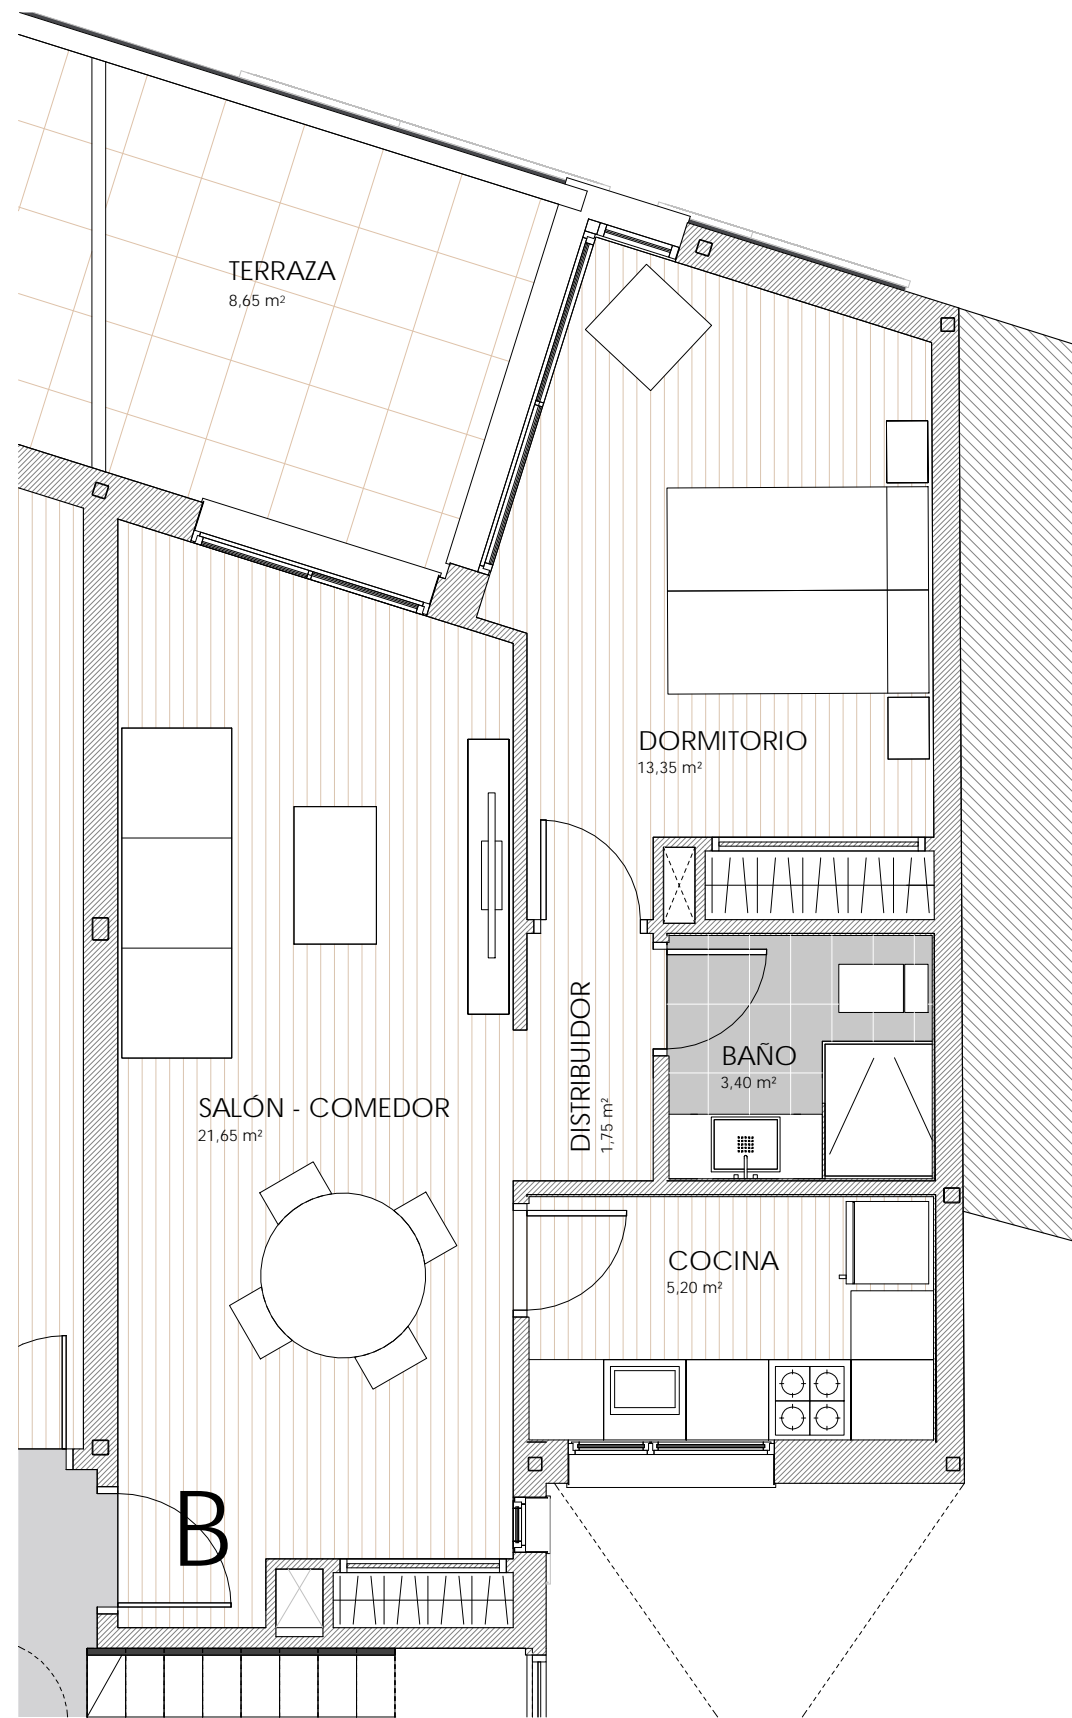 TERRAZA
8,65 m²
DORMITORIO
13,35 m²
DISTRIBUIDOR
1,75 m²
BAÑO
3,40 m²
SALÓN - COMEDOR
21,65 m²
COCINA
5,20 m²
B